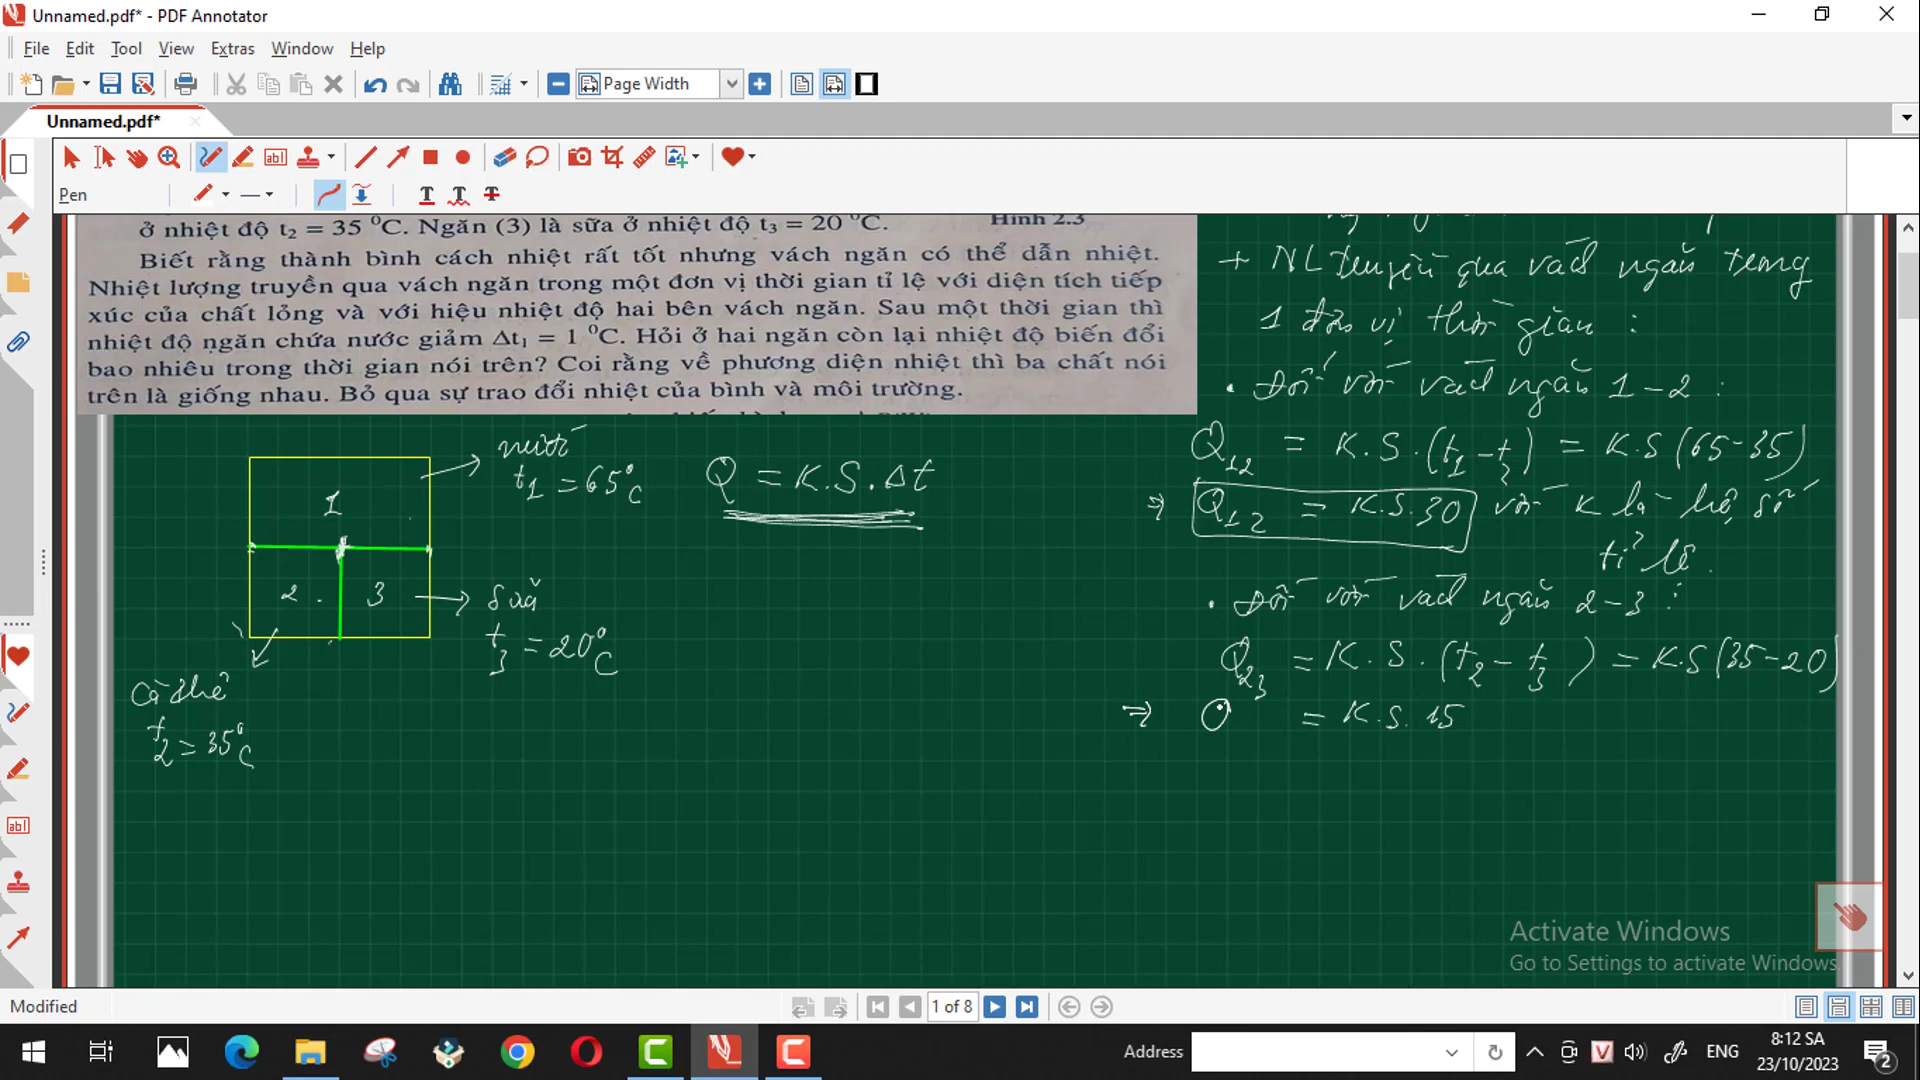 Unnamed.pdf* - PDF Annotator
File Edit Tool View Extras Window Help
Page Width
Unnamed.pdf*
Pen
ở nhiệt độ t₂ = 35 ⁰C. Ngăn (3) là sữa ở nhiệt độ t₃ = 20 ⁰C.
Hình 2.3
Biết rằng thành bình cách nhiệt rất tốt nhưng vách ngăn có thể dẫn nhiệt.
Nhiệt lượng truyền qua vách ngăn trong một đơn vị thời gian tỉ lệ với diện tích tiếp
xúc của chất lỏng và với hiệu nhiệt độ hai bên vách ngăn. Sau một thời gian thì
nhiệt độ ngăn chứa nước giảm Δt₁ = 1 ⁰C. Hỏi ở hai ngăn còn lại nhiệt độ biến đổi
bao nhiêu trong thời gian nói trên? Coi rằng về phương diện nhiệt thì ba chất nói
trên là giống nhau. Bỏ qua sự trao đổi nhiệt của bình và môi trường.
nước
t₁ = 65⁰C
1
2
3
sữa
t₃ = 20⁰C
Cà phê
t₂ = 35⁰C
Q = K.S.Δt
+ NL truyền qua vách ngăn trong
1 đơn vị thời gian :
. Đối với vách ngăn 1-2 :
Q₁₂ = K.S.(t₁-t₂) = K.S(65-35)
⇒ Q₁₂ = K.S.30 với K là hệ số
tỉ lệ.
. Đối với vách ngăn 2-3 :
Q₂₃ = K.S.(t₂-t₃) = K.S(35-20)
⇒ Q = K.S.15
Activate Windows
Go to Settings to activate Windows.
Modified
1 of 8
Address
ENG
8:12 SA
23/10/2023
2